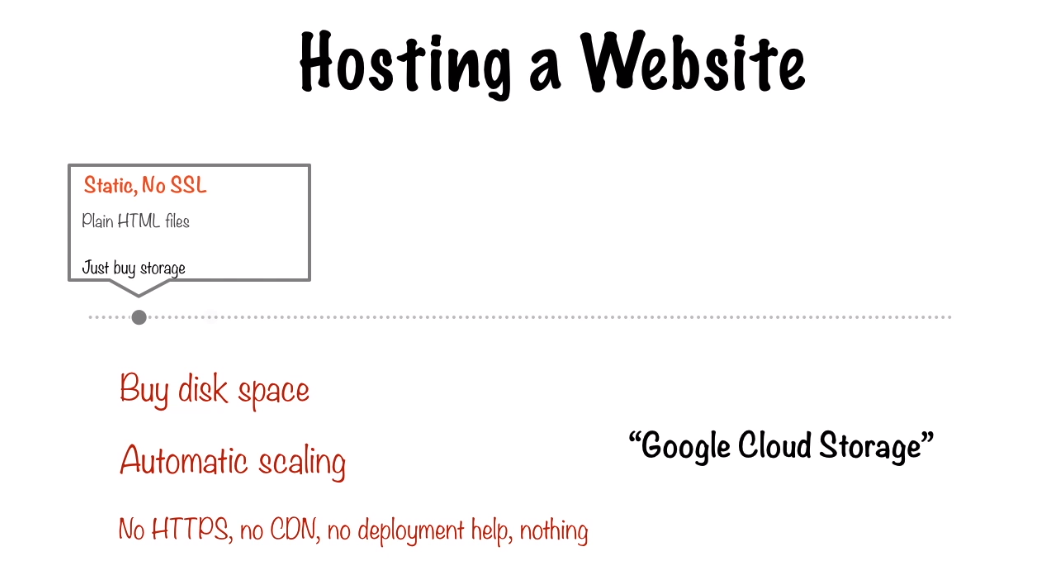 Hosting a Website
Static, No SSL
Plain HTML files
Just buy storage
Buy disk space
Automatic scaling
“Google Cloud Storage”
No HTTPS, no CDN, no deployment help, nothing